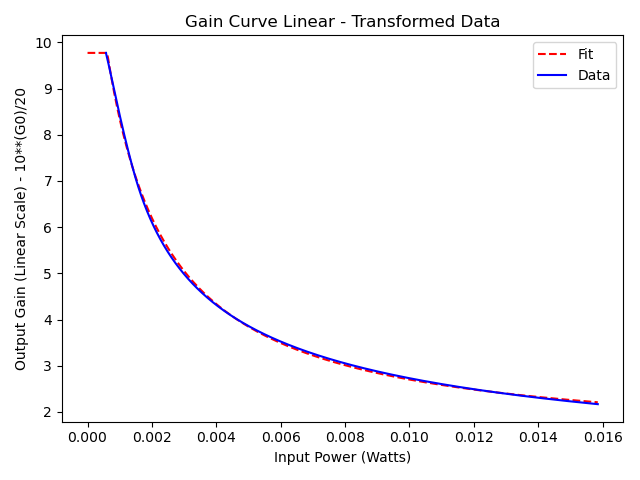 Gain Curve Linear - Transformed Data
Output Gain (Linear Scale) - 10**(G0)/20
10
9
8
7
6
5
4
3
2
Fit
Data
0.000 0.002 0.004 0.006 0.008 0.010 0.012 0.014 0.016
Input Power (Watts)